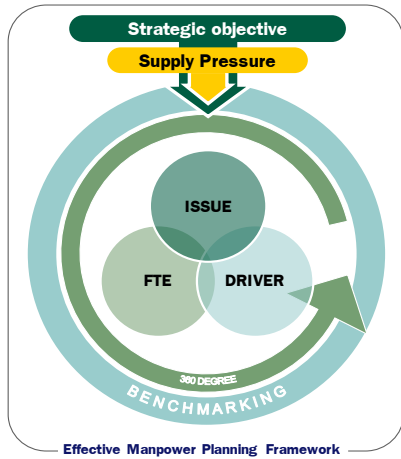 Strategic objective
Supply Pressure
ISSUE
FTE
DRIVER
360 DEGREE
BENCHMARKING
Effective Manpower Planning Framework